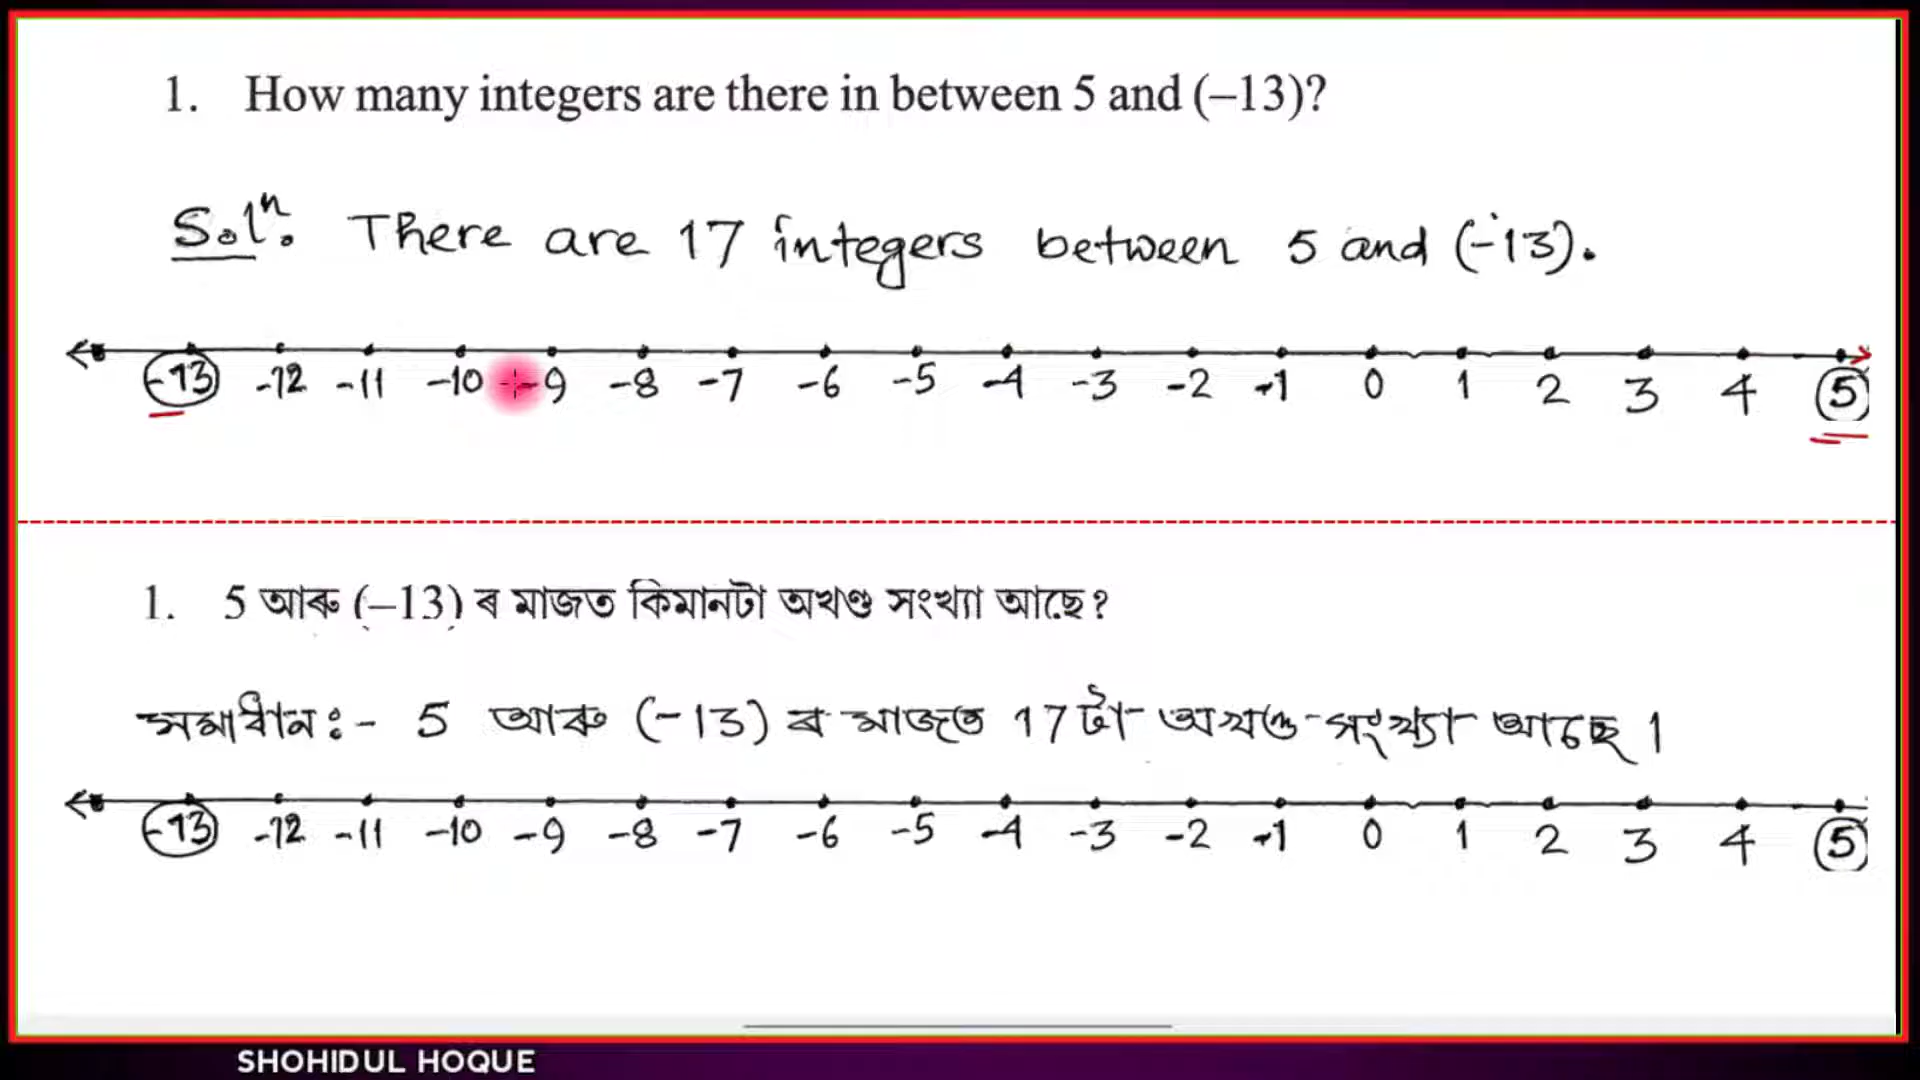 1. How many integers are there in between 5 and (–13)?
Solⁿ: There are 17 integers between 5 and (-13).
-13 -12 -11 -10 -9 -8 -7 -6 -5 -4 -3 -2 -1 0 1 2 3 4 5
1. 5 আৰু (–13) ৰ মাজত কিমানটা অখণ্ড সংখ্যা আছে?
সমাধান:- 5 আৰু (-13) ৰ মাজত 17টা অখণ্ড সংখ্যা আছে।
-13 -12 -11 -10 -9 -8 -7 -6 -5 -4 -3 -2 -1 0 1 2 3 4 5
SHOHIDUL HOQUE